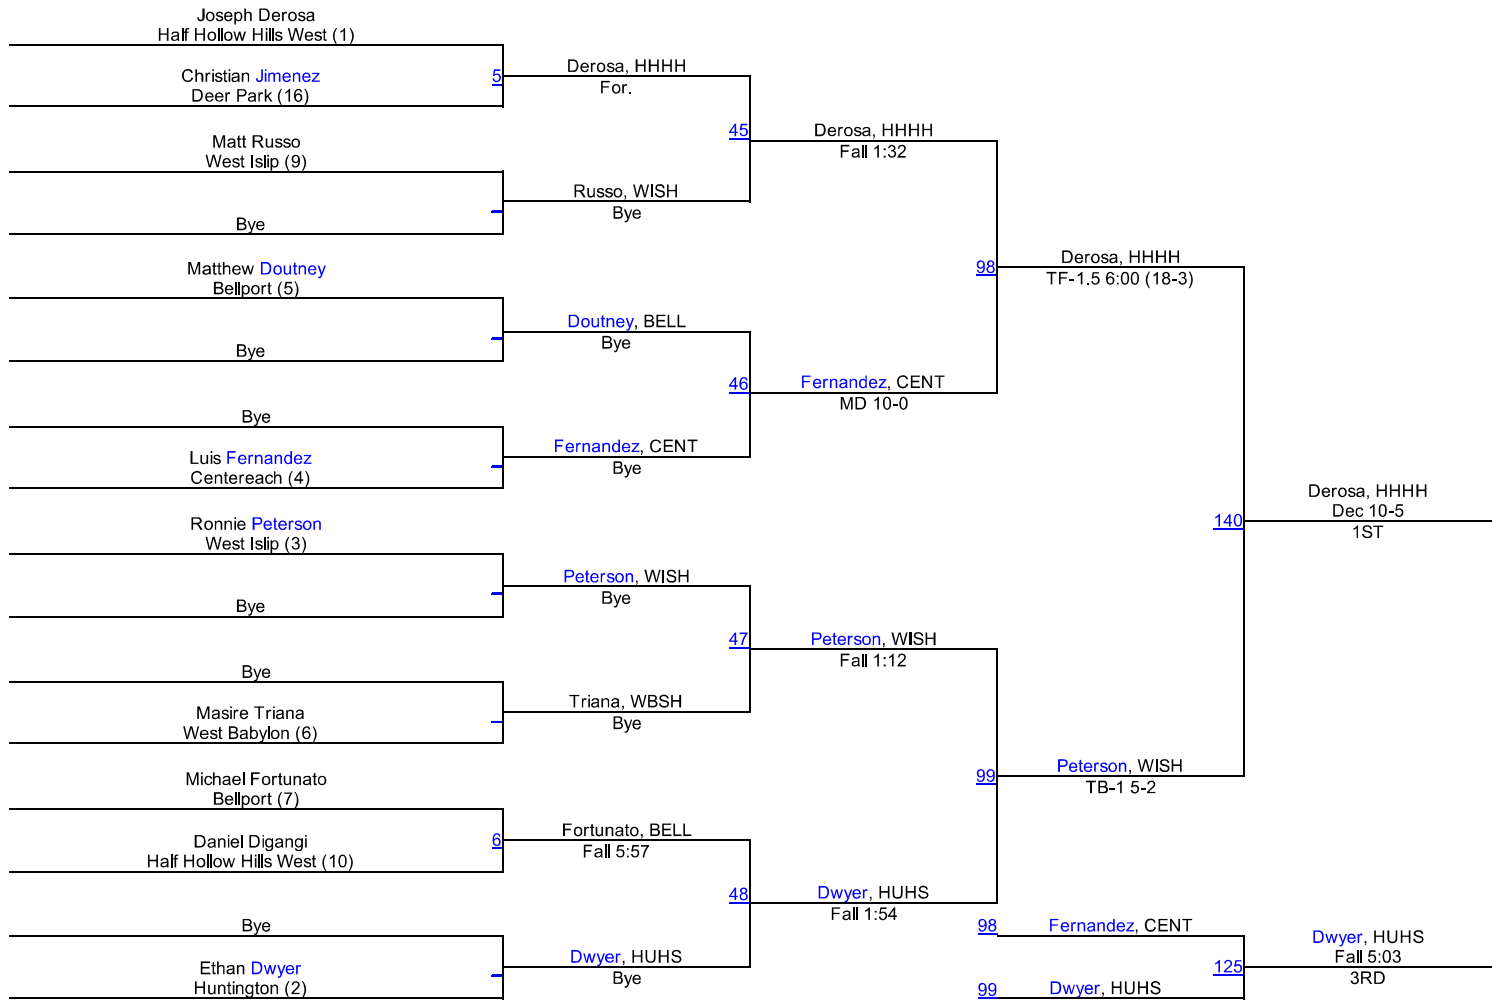 Joseph Derosa
Half Hollow Hills West (1)
Christian Jimenez
Deer Park (16)
5
Derosa, HHHH
For.
Matt Russo
West Islip (9)
Bye
Russo, WISH
Bye
45
Derosa, HHHH
Fall 1:32
Matthew Doutney
Bellport (5)
Bye
Doutney, BELL
Bye
Bye
Luis Fernandez
Centereach (4)
Fernandez, CENT
Bye
46
Fernandez, CENT
MD 10-0
98
Derosa, HHHH
TF-1.5 6:00 (18-3)
Ronnie Peterson
West Islip (3)
Bye
Peterson, WISH
Bye
Bye
Masire Triana
West Babylon (6)
Triana, WBSH
Bye
47
Peterson, WISH
Fall 1:12
Michael Fortunato
Bellport (7)
Daniel Digangi
Half Hollow Hills West (10)
6
Fortunato, BELL
Fall 5:57
Bye
Ethan Dwyer
Huntington (2)
Dwyer, HUHS
Bye
48
Dwyer, HUHS
Fall 1:54
99
Peterson, WISH
TB-1 5-2
140
Derosa, HHHH
Dec 10-5
1ST
98
Fernandez, CENT
99
Dwyer, HUHS
125
Dwyer, HUHS
Fall 5:03
3RD